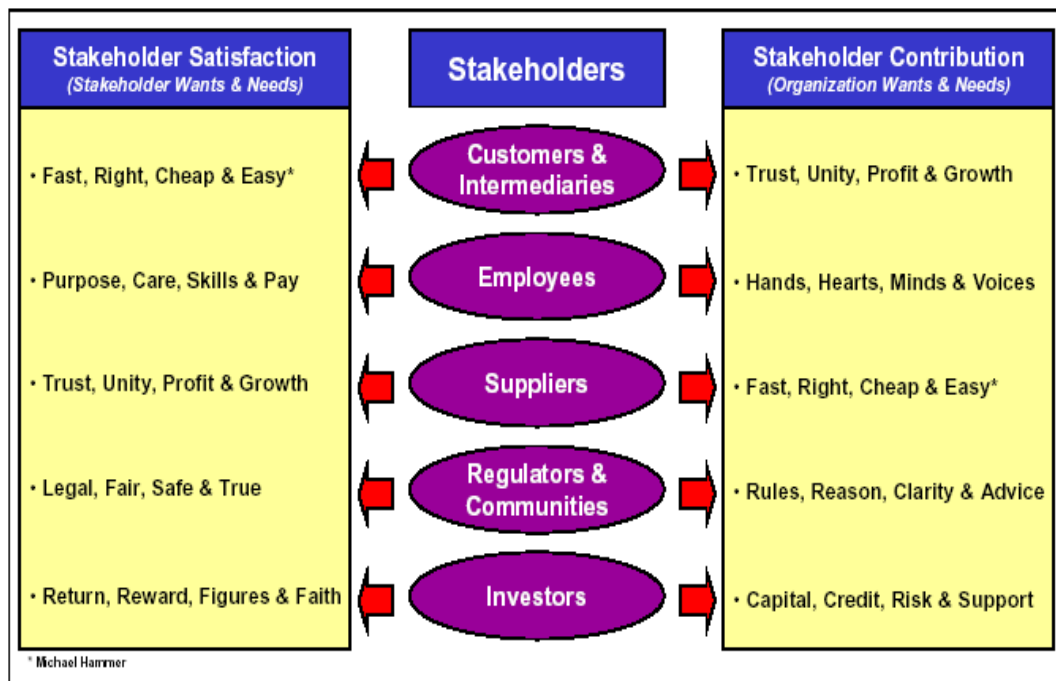 Stakeholder Satisfaction
(Stakeholder Wants & Needs)
Stakeholders
Stakeholder Contribution
(Organization Wants & Needs)
• Fast, Right, Cheap & Easy*
Customers &
Intermediaries
• Trust, Unity, Profit & Growth
• Purpose, Care, Skills & Pay
Employees
• Hands, Hearts, Minds & Voices
• Trust, Unity, Profit & Growth
Suppliers
• Fast, Right, Cheap & Easy*
• Legal, Fair, Safe & True
Regulators &
Communities
• Rules, Reason, Clarity & Advice
• Return, Reward, Figures & Faith
Investors
• Capital, Credit, Risk & Support
* Michael Hammer